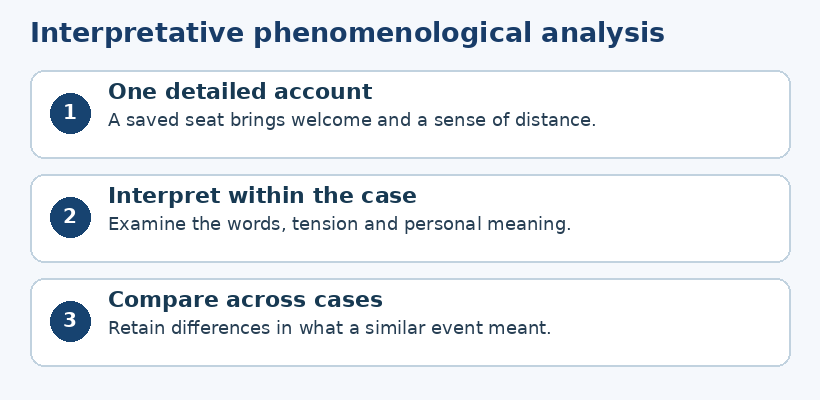 Interpretative phenomenological analysis
1
One detailed account
A saved seat brings welcome and a sense of distance.
2
Interpret within the case
Examine the words, tension and personal meaning.
3
Compare across cases
Retain differences in what a similar event meant.